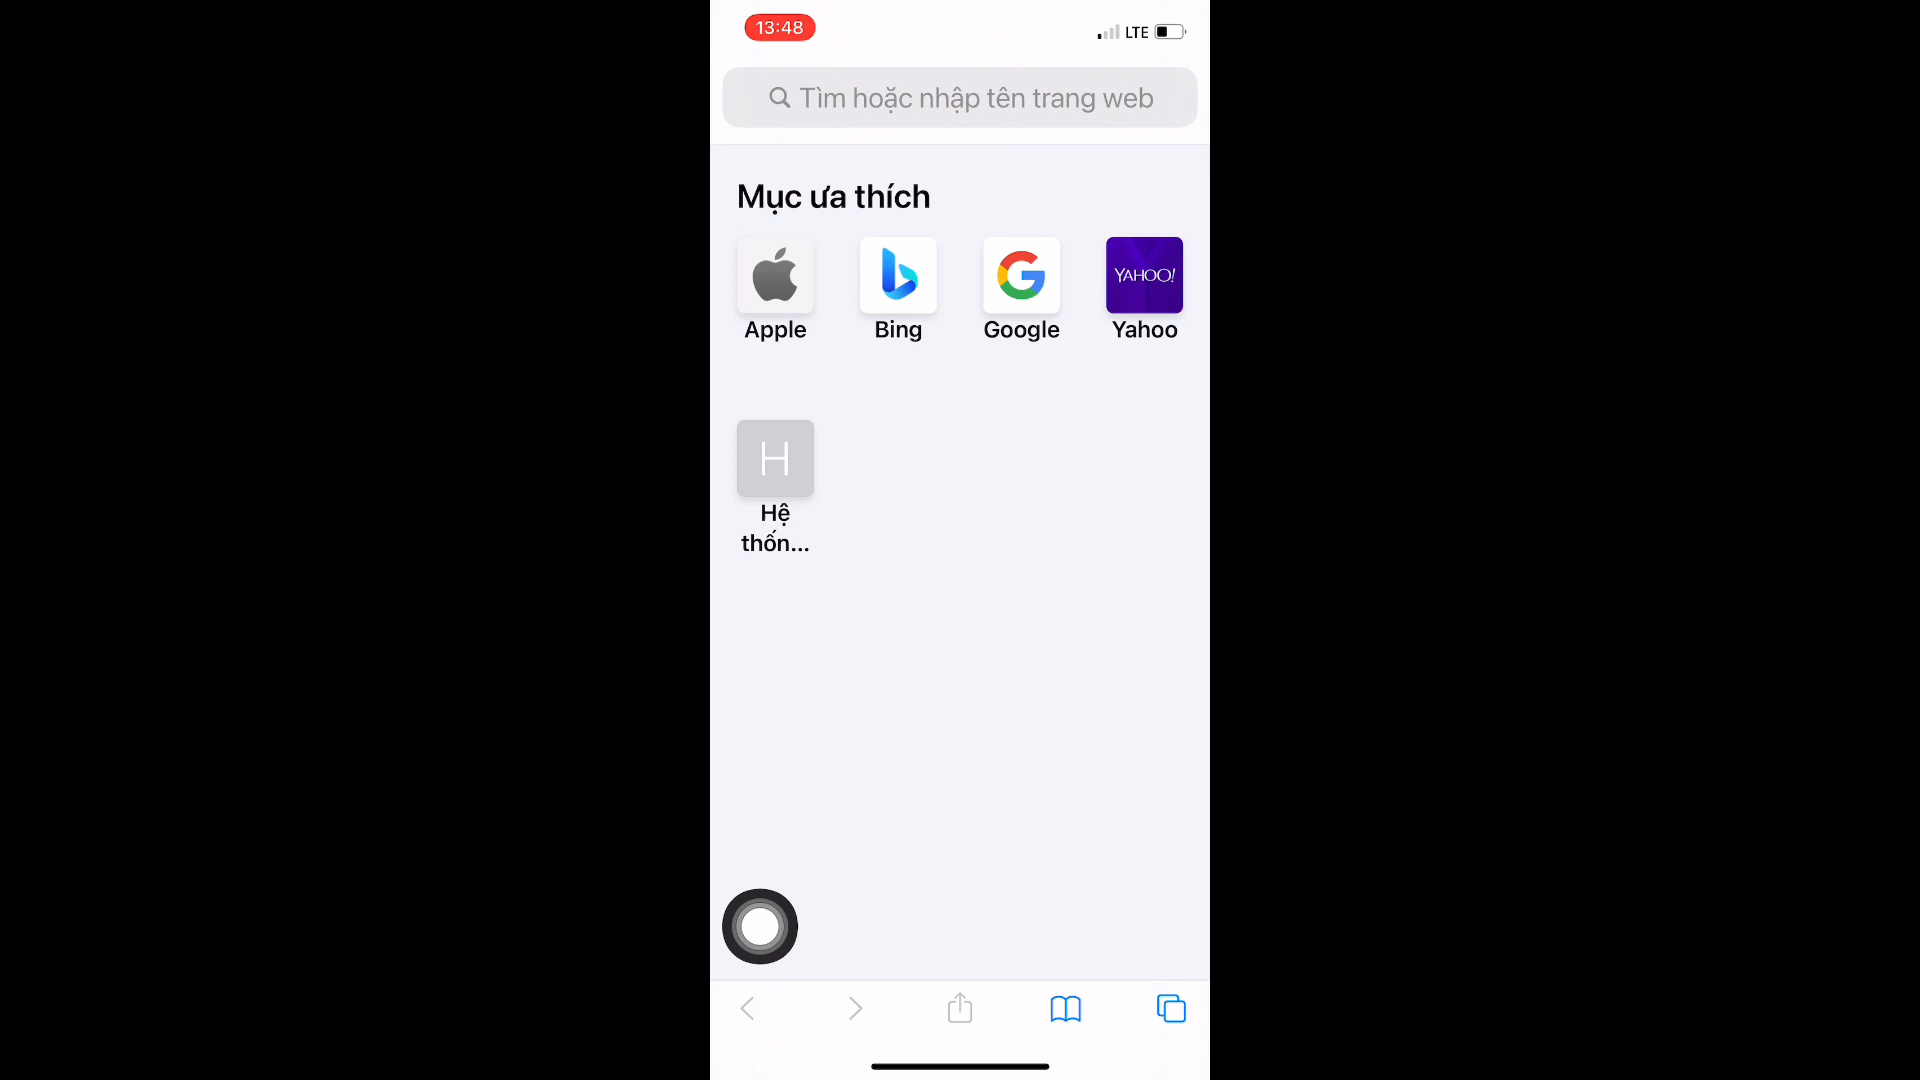 13:48
LTE
Tìm hoặc nhập tên trang web
Mục ưa thích
YAHOO!
Apple
Bing
Google
Yahoo
H
Hệ
thốn...